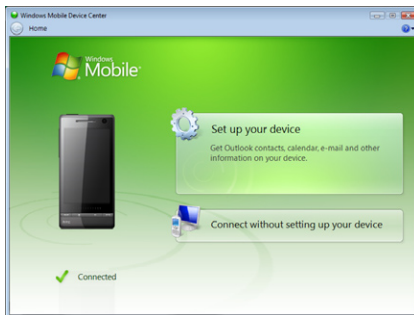 Windows Mobile Device Center
Home
Windows
Mobile
Set up your device
Get Outlook contacts, calendar, e-mail and other
information on your device.
Connect without setting up your device
Connected